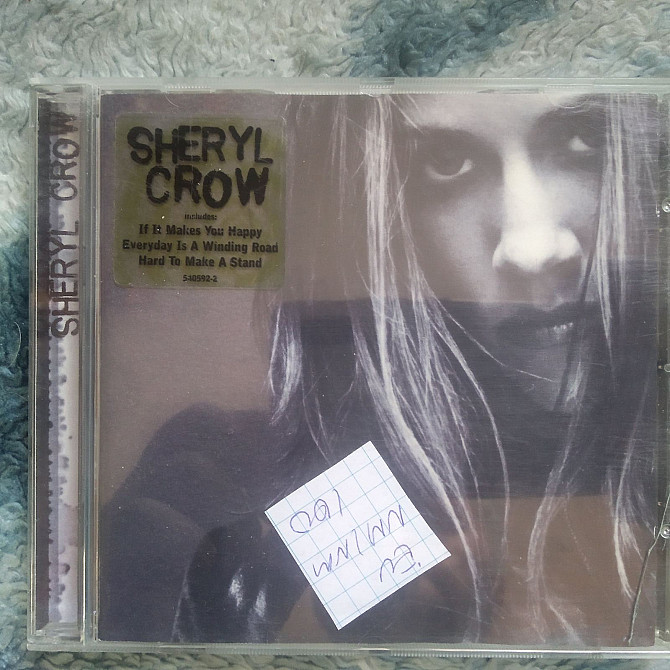 SHERYL CROW
SHERYL
CROW
includes:
If It Makes You Happy
Everyday Is A Winding Road
Hard To Make A Stand
540592-2